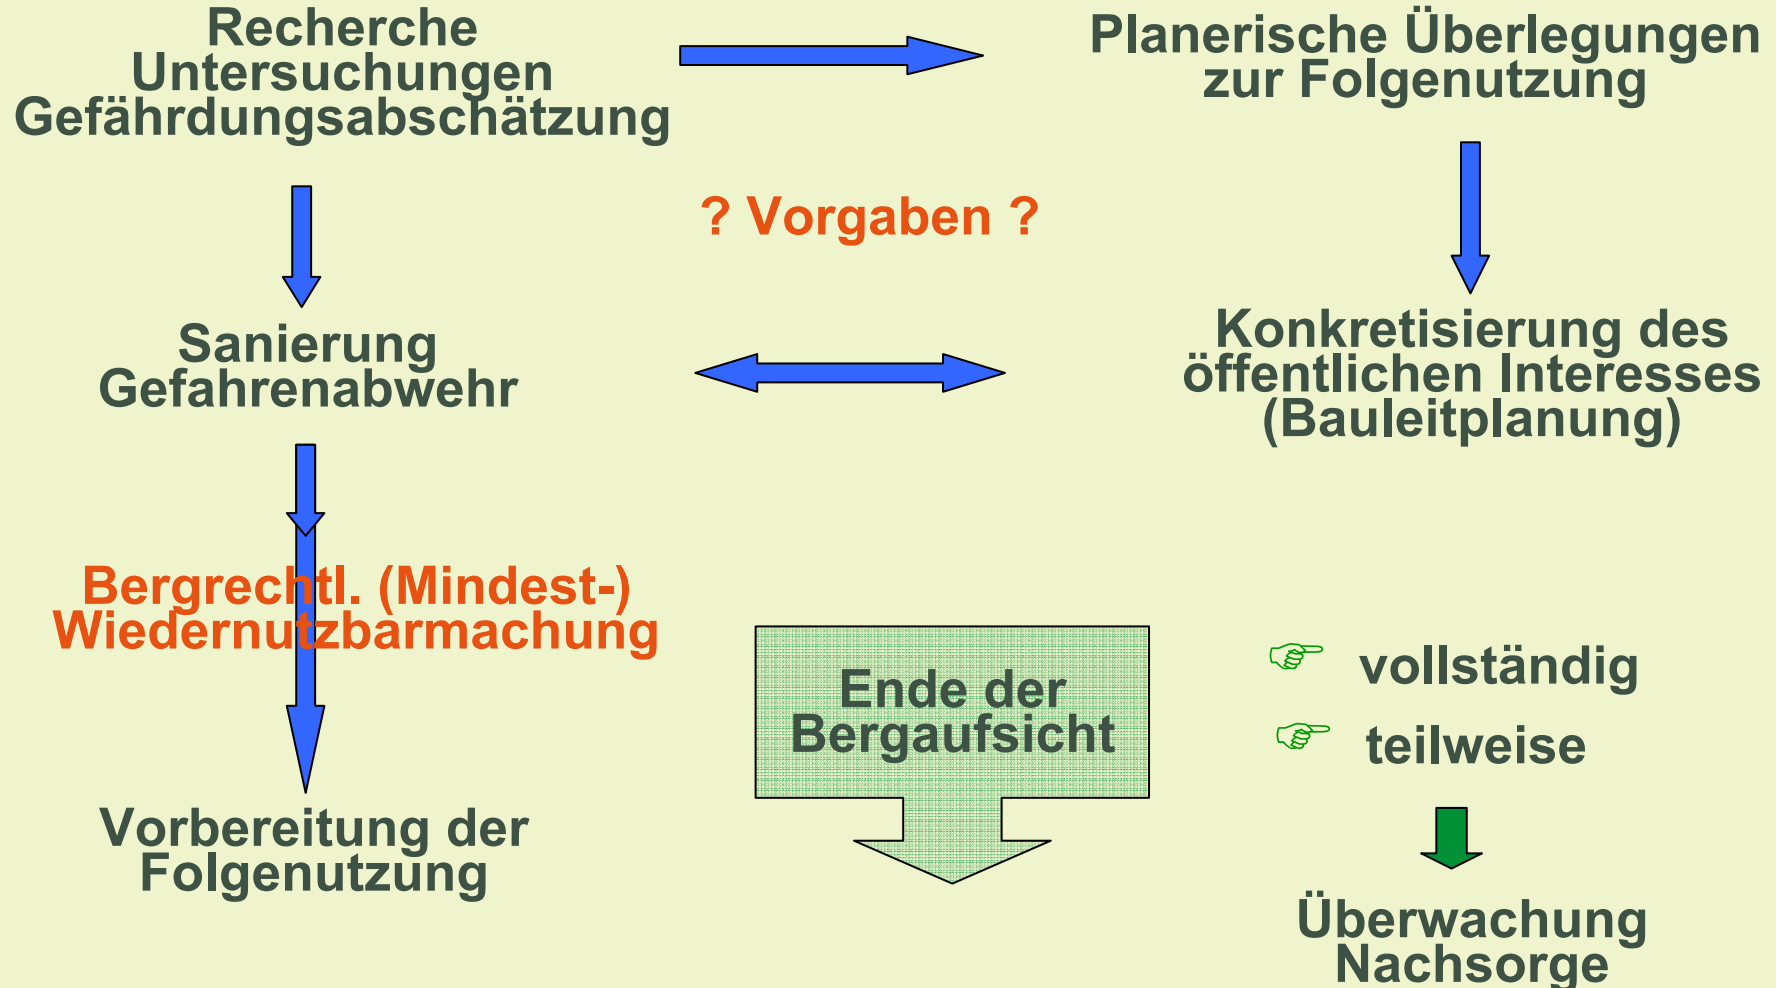 Recherche
Untersuchungen
Gefährdungsabschätzung
Planerische Überlegungen
zur Folgenutzung
? Vorgaben ?
Sanierung
Gefahrenabwehr
Konkretisierung des
öffentlichen Interesses
(Bauleitplanung)
Bergrechtl. (Mindest-)
Wiedernutzbarmachung
Ende der
Bergaufsicht
☞ vollständig
☞ teilweise
Vorbereitung der
Folgenutzung
Überwachung
Nachsorge